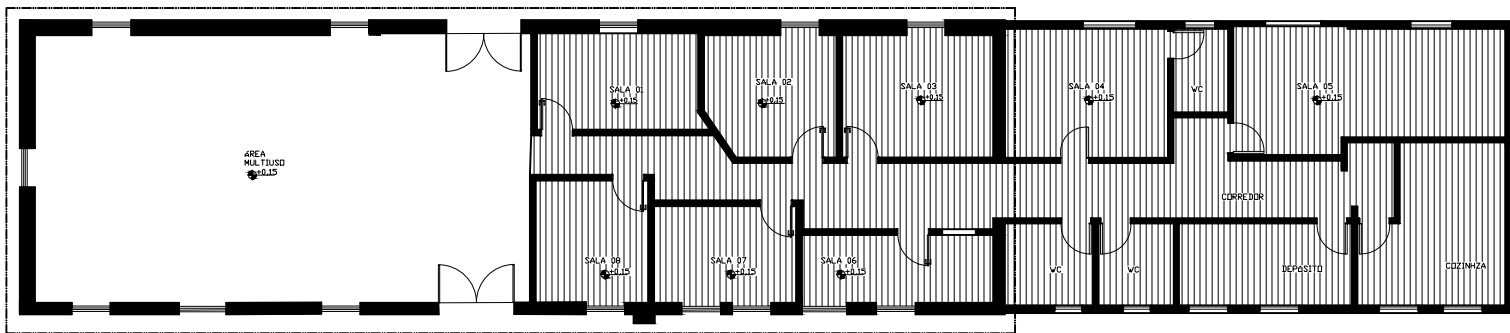 SALA 01
+0.15
SALA 02
+0.15
SALA 03
+0.15
SALA 04
+0.15
WC
SALA 05
+0.15
ÁREA
MULTIUSO
+0.15
CORREDOR
SALA 08
+0.15
SALA 07
+0.15
SALA 06
+0.15
WC
WC
DEPÓSITO
COZINHZA